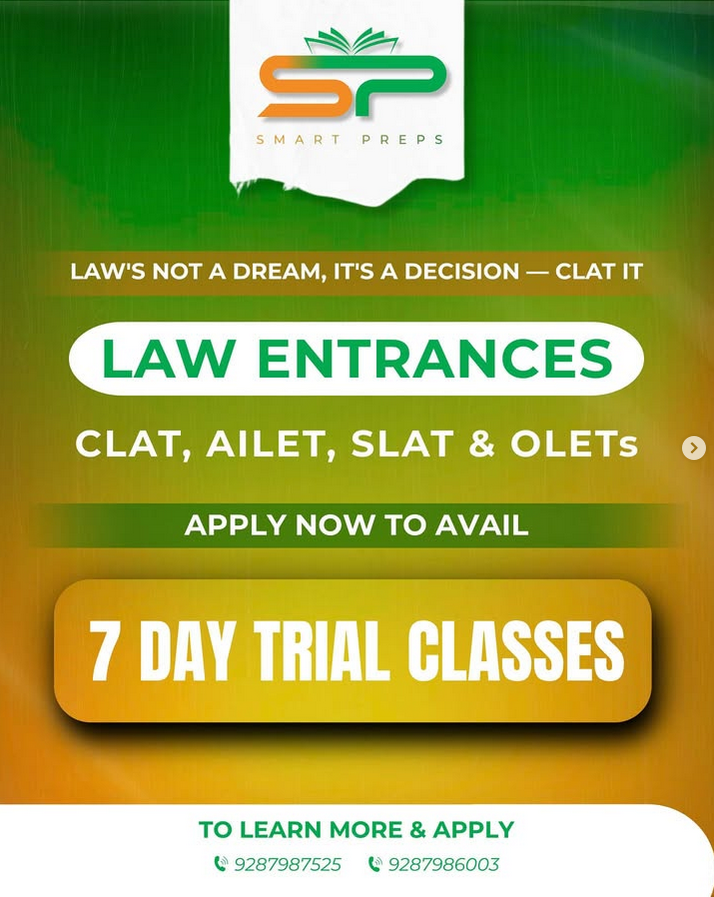 SP
SMART PREPS
LAW'S NOT A DREAM, IT'S A DECISION — CLAT IT
LAW ENTRANCES
CLAT, AILET, SLAT & OLETs
APPLY NOW TO AVAIL
7 DAY TRIAL CLASSES
TO LEARN MORE & APPLY
9287987525 9287986003